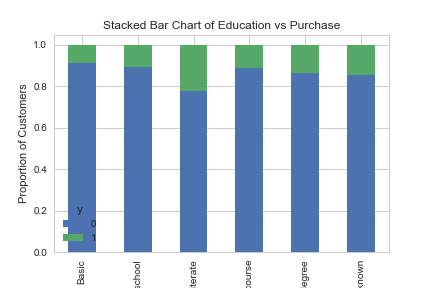 Stacked Bar Chart of Education vs Purchase
Proportion of Customers
1.0
0.8
0.6
0.4
0.2
0.0
y
0
1
Basic
school
iterate
course
degree
known